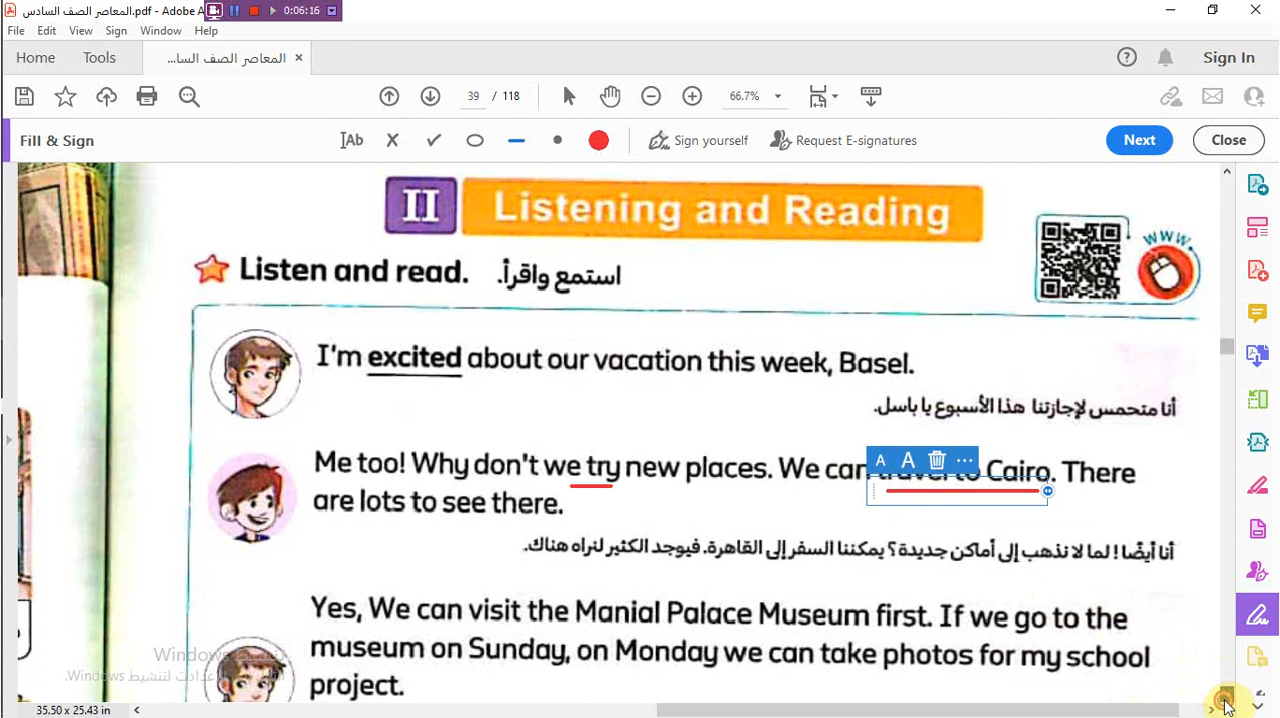 المعاصر الصف السادس.pdf - Adobe A
0:06:16
File Edit View Sign Window Help
Home Tools المعاصر الصف السا... × Sign In
39 / 118 66.7%
Fill & Sign Ab Sign yourself Request E-signatures Next Close
II Listening and Reading
WWW
Listen and read. استمع واقرأ.
I'm excited about our vacation this week, Basel.
أنا متحمس لإجازتنا هذا الأسبوع يا باسل.
Me too! Why don't we try new places. We can travel to Cairo. There
A A ...
are lots to see there.
أنا أيضًا! لما لا نذهب إلى أماكن جديدة؟ يمكننا السفر إلى القاهرة. فيوجد الكثير لنراه هناك.
Yes, We can visit the Manial Palace Museum first. If we go to the
museum on Sunday, on Monday we can take photos for my school
project.
Windows
لتنشيط Windows.
35.50 x 25.43 in